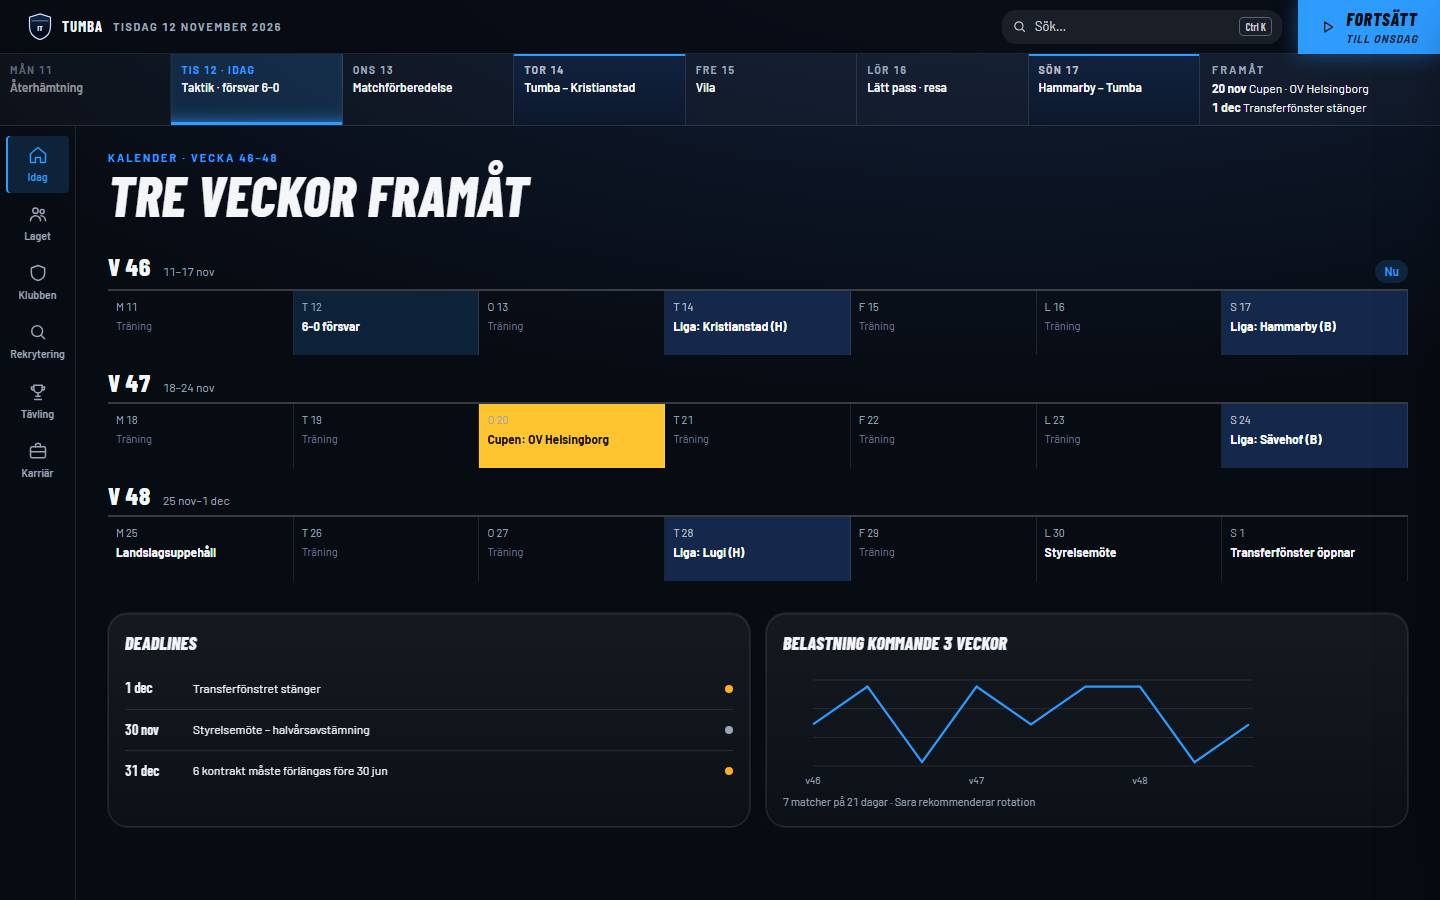 IT
TUMBA TISDAG 12 NOVEMBER 2026
Sök...
Ctrl K
FORTSÄTT
TILL ONSDAG
MÅN 11
Återhämtning
TIS 12 · IDAG
Taktik · försvar 6-0
ONS 13
Matchförberedelse
TOR 14
Tumba – Kristianstad
FRE 15
Vila
LÖR 16
Lätt pass · resa
SÖN 17
Hammarby – Tumba
FRAMÅT
20 nov Cupen · OV Helsingborg
1 dec Transferfönster stänger
Idag
Laget
Klubben
Rekrytering
Tävling
Karriär
KALENDER · VECKA 46–48
TRE VECKOR FRAMÅT
V 46 11–17 nov
Nu
M 11
Träning
T 12
6-0 försvar
O 13
Träning
T 14
Liga: Kristianstad (H)
F 15
Träning
L 16
Träning
S 17
Liga: Hammarby (B)
V 47 18–24 nov
M 18
Träning
T 19
Träning
O 20
Cupen: OV Helsingborg
T 21
Träning
F 22
Träning
L 23
Träning
S 24
Liga: Sävehof (B)
V 48 25 nov–1 dec
M 25
Landslagsuppehåll
T 26
Träning
O 27
Träning
T 28
Liga: Lugi (H)
F 29
Träning
L 30
Styrelsemöte
S 1
Transferfönster öppnar
DEADLINES
1 dec Transferfönstret stänger
30 nov Styrelsemöte – halvårsavstämning
31 dec 6 kontrakt måste förlängas före 30 jun
BELASTNING KOMMANDE 3 VECKOR
v46 v47 v48
7 matcher på 21 dagar · Sara rekommenderar rotation